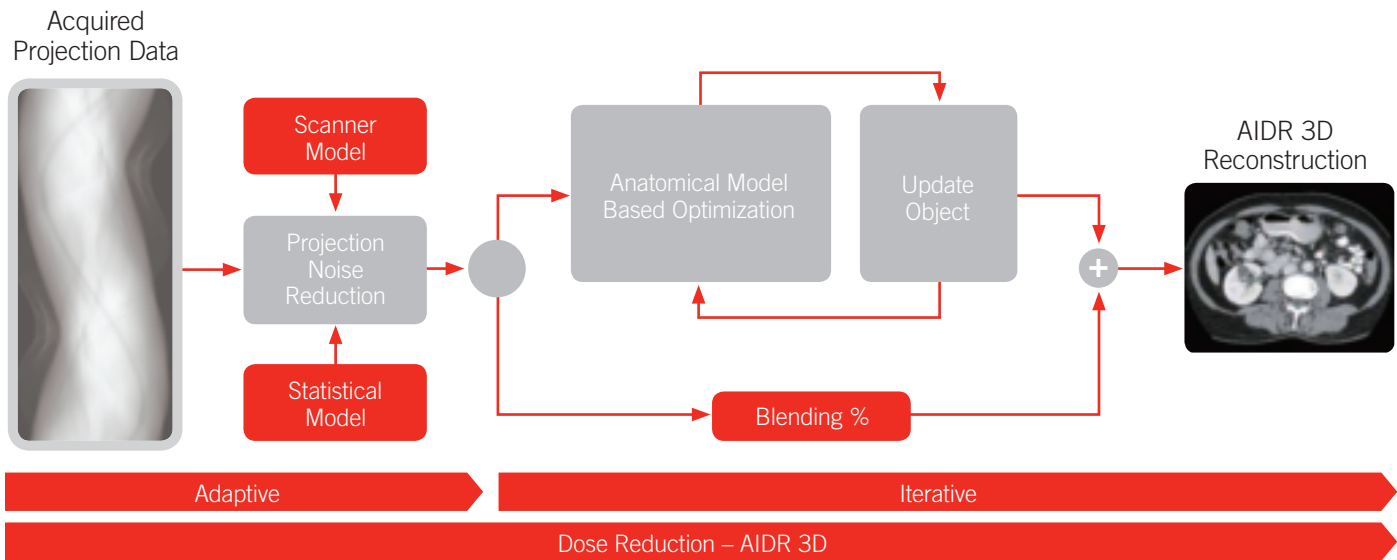 Acquired
Projection Data
Scanner
Model
Projection
Noise
Reduction
Statistical
Model
Anatomical Model
Based Optimization
Update
Object
Blending %
+
AIDR 3D
Reconstruction
Adaptive
Iterative
Dose Reduction – AIDR 3D